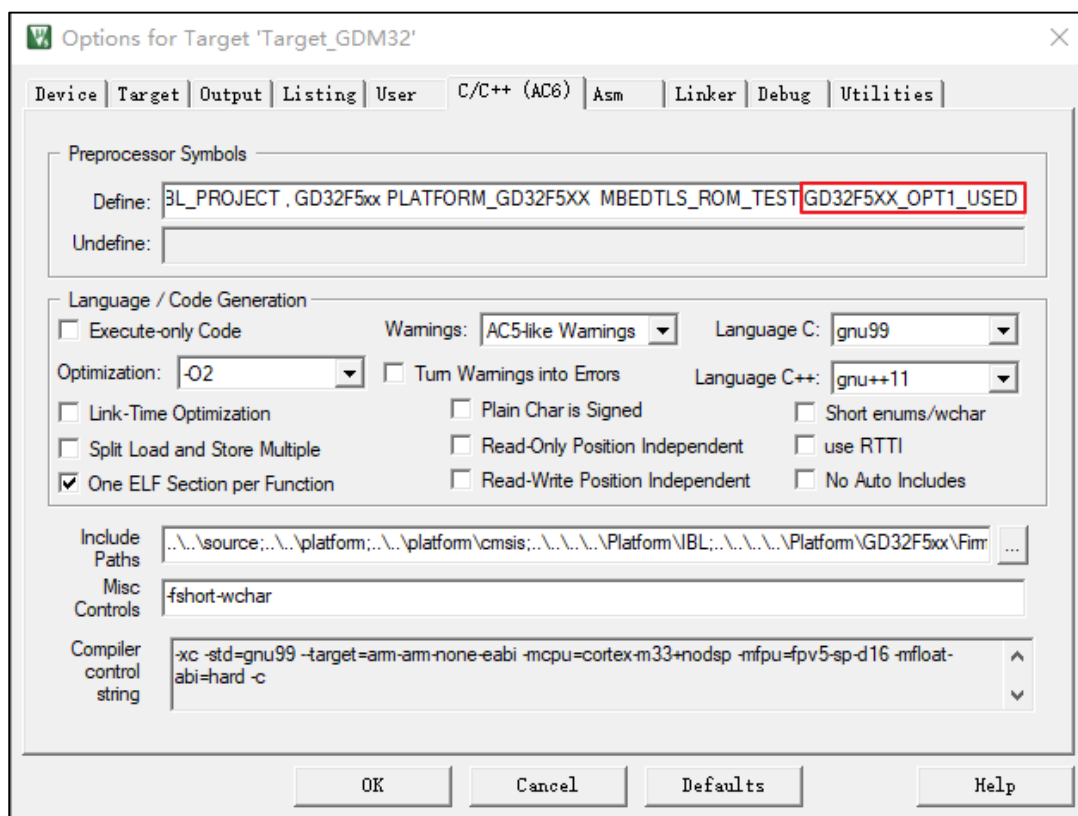 Options for Target 'Target_GDM32'
Device Target Output Listing User C/C++ (AC6) Asm Linker Debug Utilities
Preprocessor Symbols
Define: BL_PROJECT , GD32F5xx PLATFORM_GD32F5XX MBEDTLS_ROM_TEST GD32F5XX_OPT1_USED
Undefine:
Language / Code Generation
Execute-only Code Warnings: AC5-like Warnings Language C: gnu99
Optimization: -O2 Turn Warnings into Errors Language C++: gnu++11
Link-Time Optimization Plain Char is Signed Short enums/wchar
Split Load and Store Multiple Read-Only Position Independent use RTTI
One ELF Section per Function Read-Write Position Independent No Auto Includes
Include Paths ..\..\source;..\..\platform;..\..\platform\cmsis;..\..\..\..\Platform\IBL;..\..\..\..\Platform\GD32F5xx\Firm ...
Misc Controls -fshort-wchar
Compiler control string -xc -std=gnu99 --target=arm-arm-none-eabi -mcpu=cortex-m33+nodsp -mfpu=fpv5-sp-d16 -mfloat-
abi=hard -c
OK Cancel Defaults Help